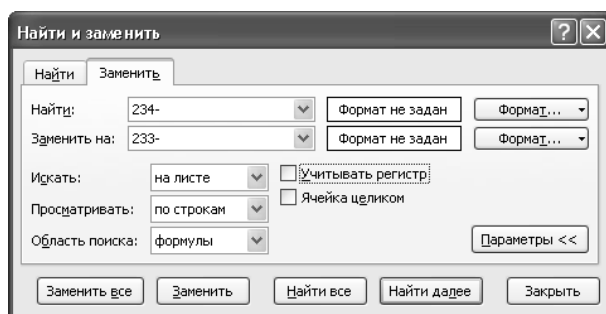 Найти и заменить
Найти Заменить
Найти: 234- Формат не задан Формат...
Заменить на: 233- Формат не задан Формат...
Искать: на листе Учитывать регистр
Просматривать: по строкам Ячейка целиком
Область поиска: формулы Параметры <<
Заменить все Заменить Найти все Найти далее Закрыть